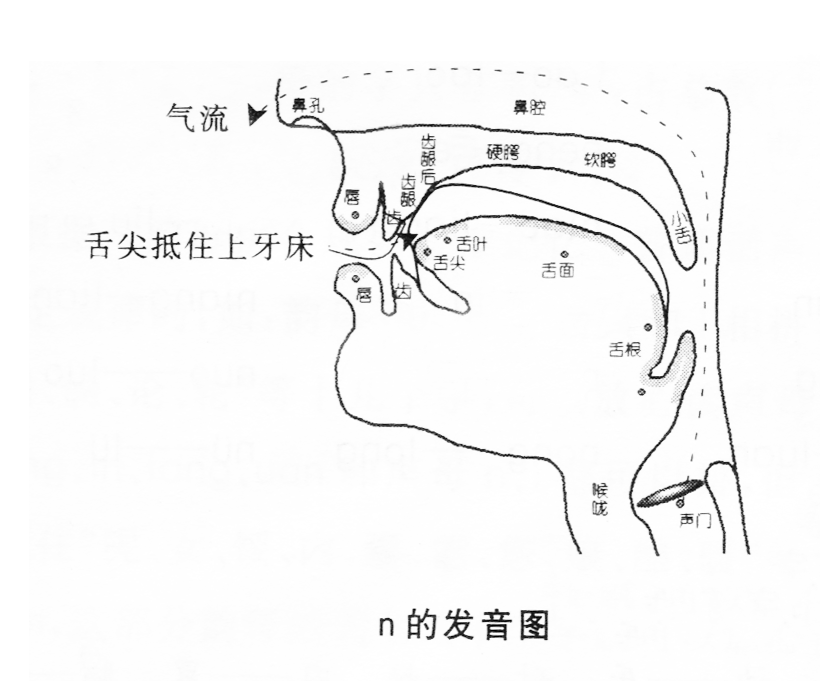 鼻孔
鼻腔
气流
齿龈后
硬腭
软腭
齿龈
唇
齿
小舌
舌叶
舌尖抵住上牙床
舌尖
舌面
唇
齿
舌根
喉咙
声门
n的发音图